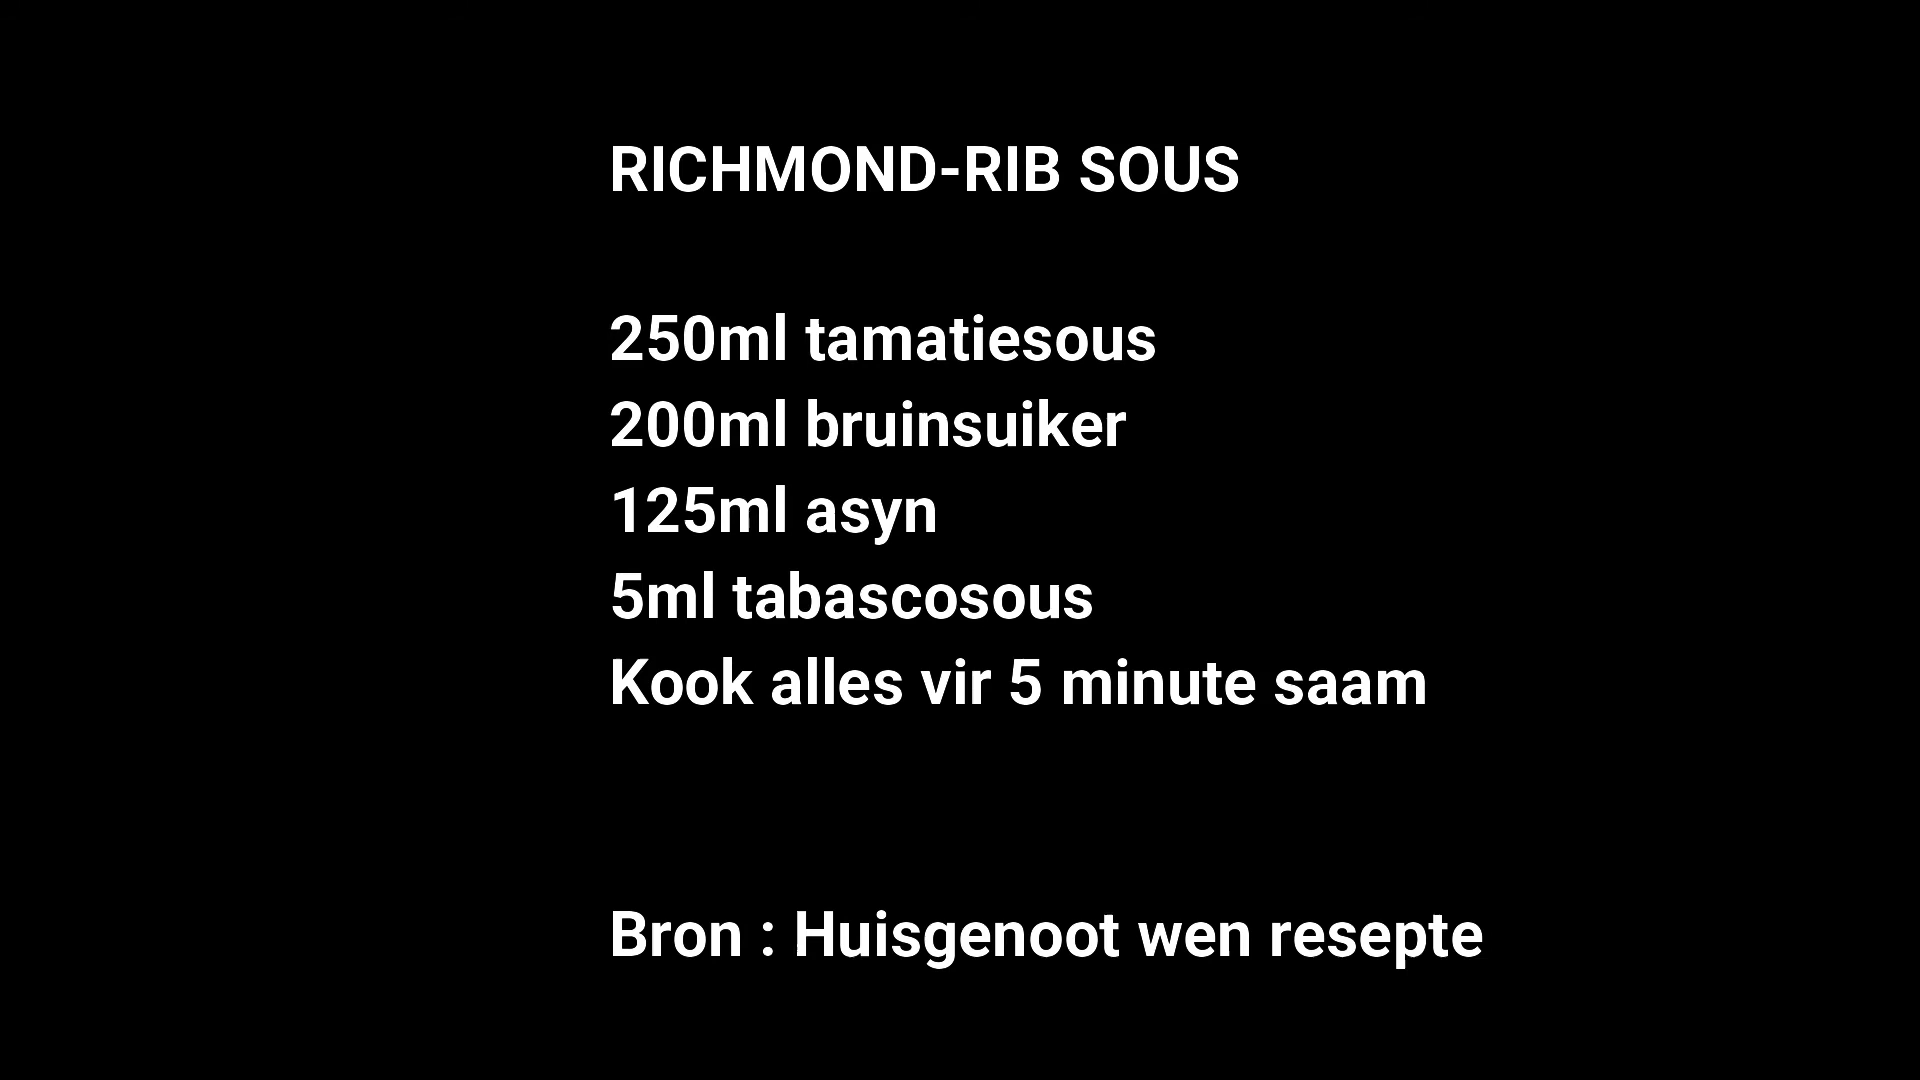 RICHMOND-RIB SOUS
250ml tamatiesous
200ml bruinsuiker
125ml asyn
5ml tabascosous
Kook alles vir 5 minute saam
Bron : Huisgenoot wen resepte